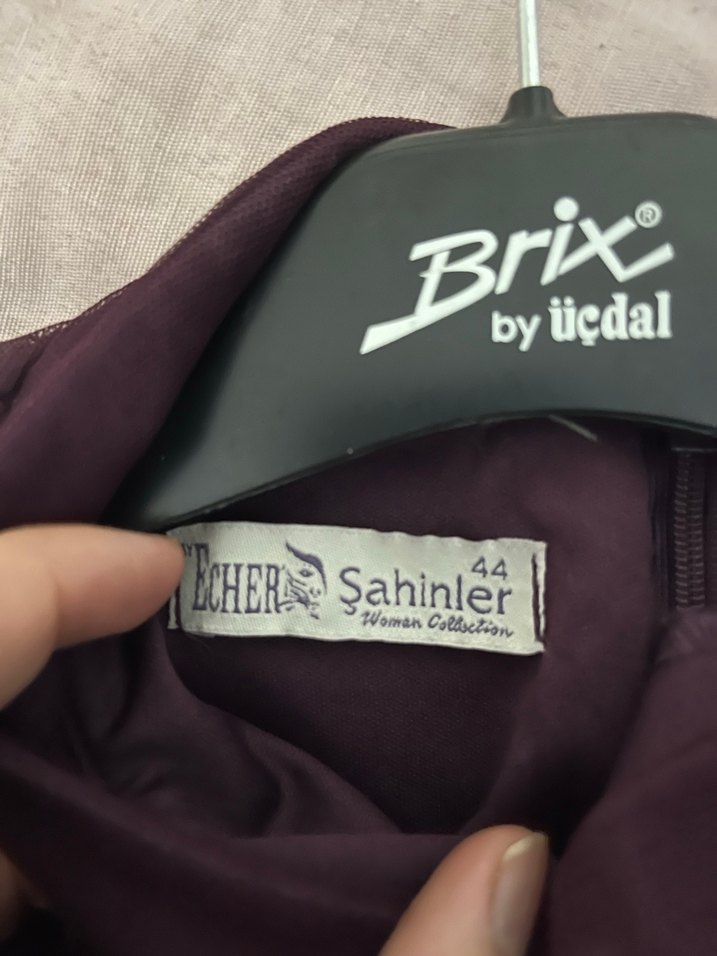 Brix®
by üçdal
"ECHER Şahinler 44
Women Collection